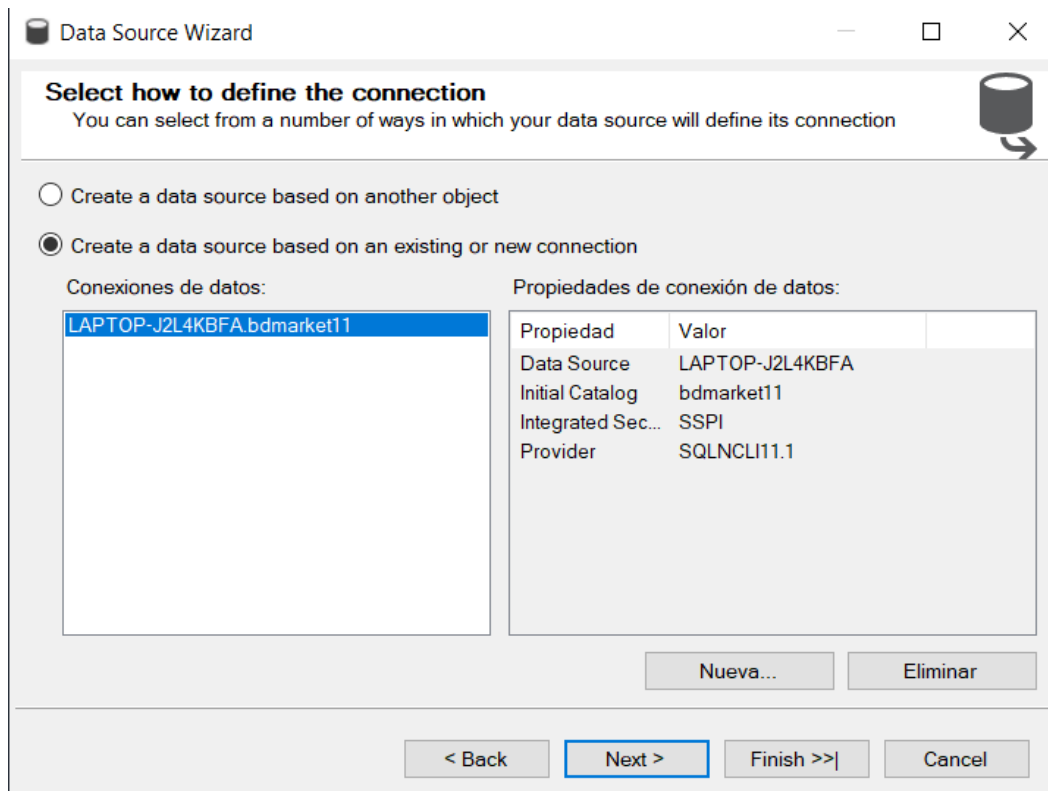 Data Source Wizard
Select how to define the connection
You can select from a number of ways in which your data source will define its connection
Create a data source based on another object
Create a data source based on an existing or new connection
Conexiones de datos:
Propiedades de conexión de datos:
LAPTOP-J2L4KBFA.bdmarket11
Propiedad Valor
Data Source LAPTOP-J2L4KBFA
Initial Catalog bdmarket11
Integrated Sec... SSPI
Provider SQLNCLI11.1
Nueva... Eliminar
< Back Next > Finish >>| Cancel